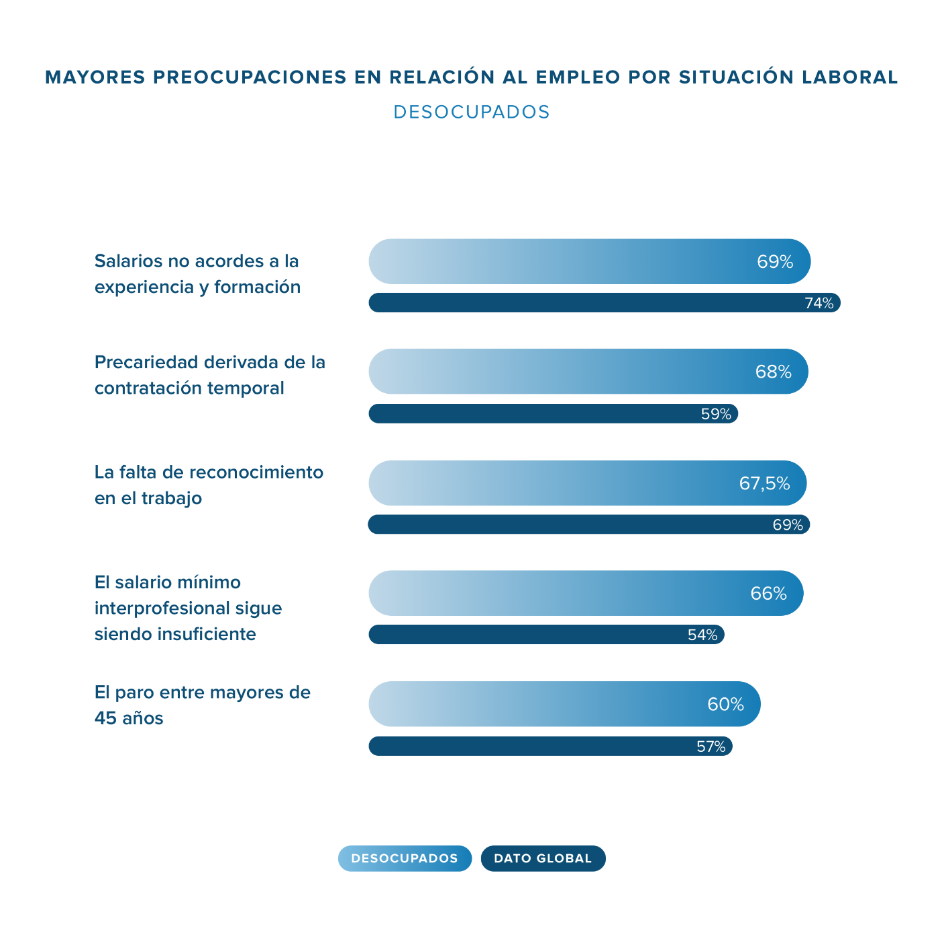 MAYORES PREOCUPACIONES EN RELACIÓN AL EMPLEO POR SITUACIÓN LABORAL
DESOCUPADOS
Salarios no acordes a la
experiencia y formación
69%
74%
Precariedad derivada de la
contratación temporal
68%
59%
La falta de reconocimiento
en el trabajo
67,5%
69%
El salario mínimo
interprofesional sigue
siendo insuficiente
66%
54%
El paro entre mayores de
45 años
60%
57%
DESOCUPADOS
DATO GLOBAL